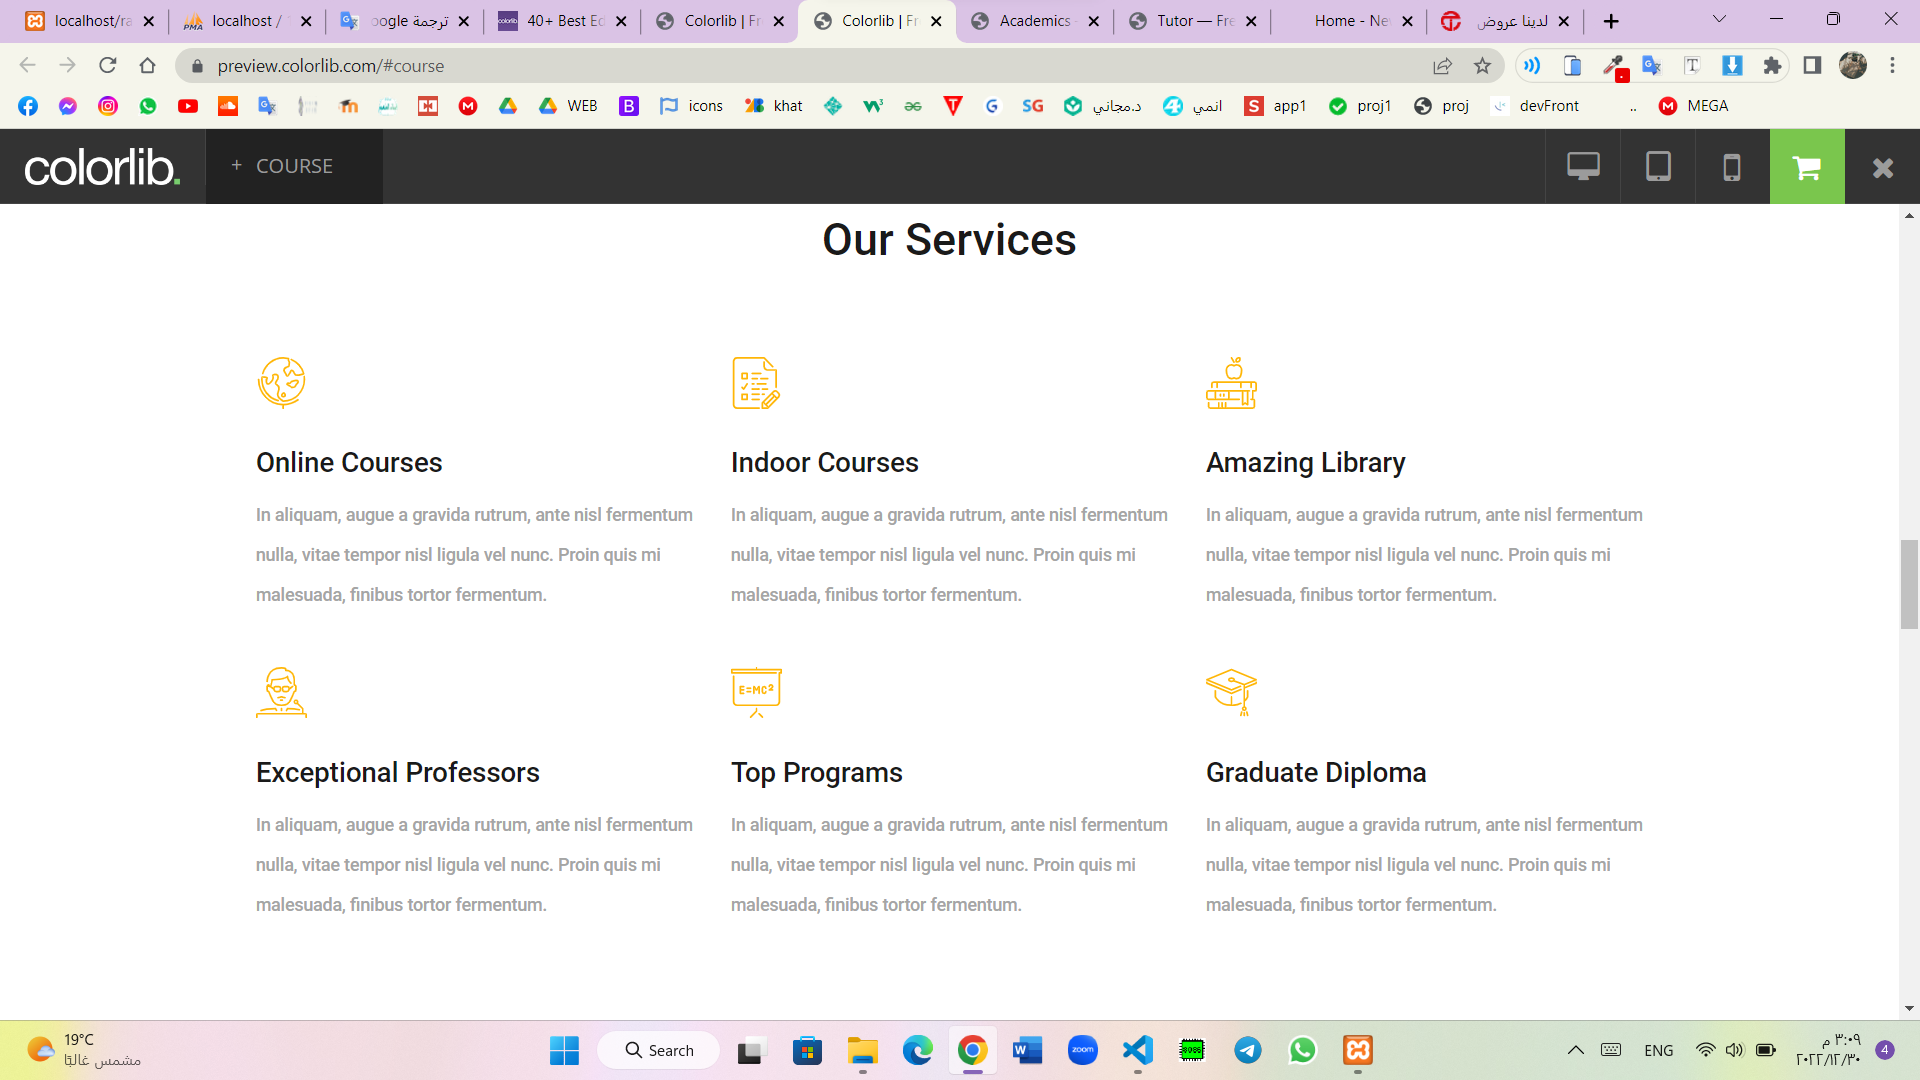 localhost/ra
localhost /
ترجمة oogle
40+ Best Ed
Colorlib | Fr
Colorlib | Fr
Academics
Tutor — Fre
Home - Ne
لدينا عروض
preview.colorlib.com/#course
WEB
icons
khat
د.مجاني
انمي
app1
proj1
proj
devFront
..
MEGA
colorlib.
+ COURSE
Our Services
Online Courses
In aliquam, augue a gravida rutrum, ante nisl fermentum
nulla, vitae tempor nisl ligula vel nunc. Proin quis mi
malesuada, finibus tortor fermentum.
Indoor Courses
In aliquam, augue a gravida rutrum, ante nisl fermentum
nulla, vitae tempor nisl ligula vel nunc. Proin quis mi
malesuada, finibus tortor fermentum.
Amazing Library
In aliquam, augue a gravida rutrum, ante nisl fermentum
nulla, vitae tempor nisl ligula vel nunc. Proin quis mi
malesuada, finibus tortor fermentum.
Exceptional Professors
In aliquam, augue a gravida rutrum, ante nisl fermentum
nulla, vitae tempor nisl ligula vel nunc. Proin quis mi
malesuada, finibus tortor fermentum.
E=MC²
Top Programs
In aliquam, augue a gravida rutrum, ante nisl fermentum
nulla, vitae tempor nisl ligula vel nunc. Proin quis mi
malesuada, finibus tortor fermentum.
Graduate Diploma
In aliquam, augue a gravida rutrum, ante nisl fermentum
nulla, vitae tempor nisl ligula vel nunc. Proin quis mi
malesuada, finibus tortor fermentum.
19°C
مشمس غالبًا
Search
zoom
ENG
٣:٠٩ م
٢٠٢٢/١٢/٣٠
4